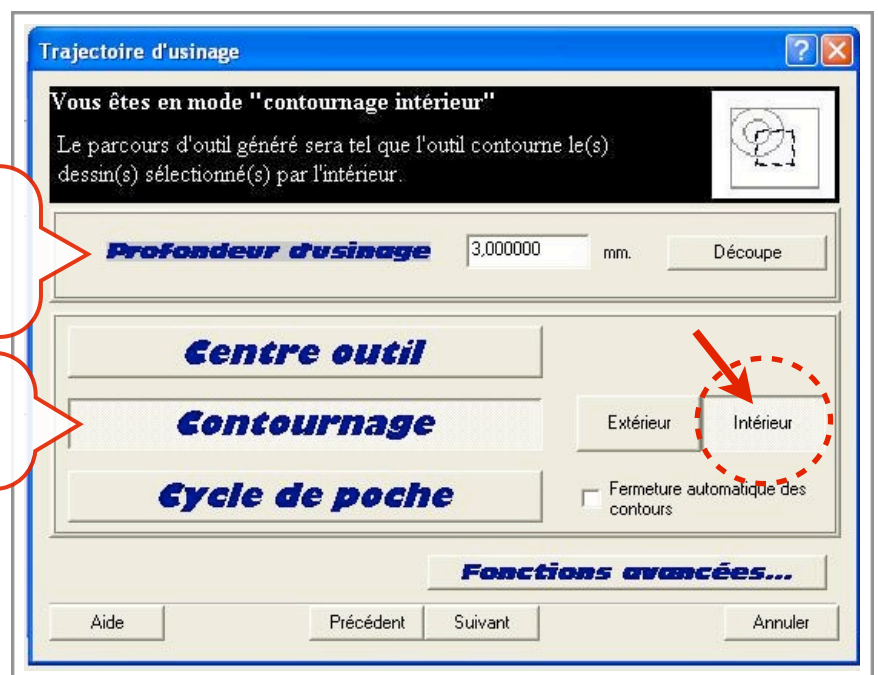 Trajectoire d'usinage
Vous êtes en mode "contournage intérieur"
Le parcours d'outil généré sera tel que l'outil contourne le(s)
dessin(s) sélectionné(s) par l'intérieur.
Profondeur d'usinage 3,000000 mm. Découpe
Centre outil
Contournage Extérieur Intérieur
Cycle de poche Fermeture automatique des
contours
Fonctions avancées...
Aide Précédent Suivant Annuler